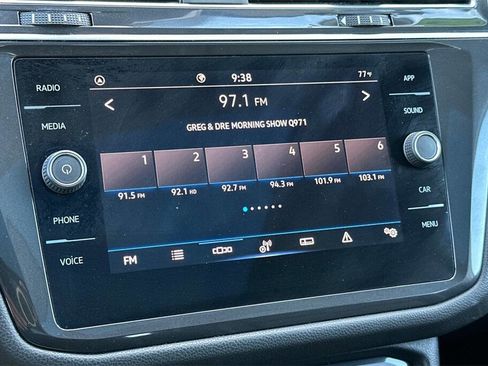 RADIO
MEDIA
PHONE
VOICE
9:38
77°F
97.1 FM
GREG & DRE MORNING SHOW Q971
1 2 3 4 5 6
91.5 FM 92.1 HD 92.7 FM 94.3 FM 101.9 FM 103.1 FM
FM
APP
SOUND
CAR
MENU